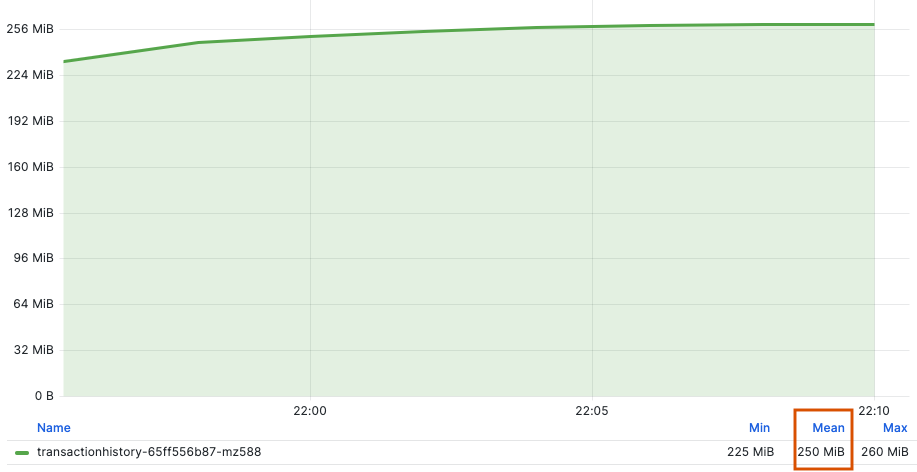 256 MiB
224 MiB
192 MiB
160 MiB
128 MiB
96 MiB
64 MiB
32 MiB
0 B
22:00 22:05 22:10
Name Min Mean Max
transactionhistory-65ff556b87-mz588 225 MiB 250 MiB 260 MiB